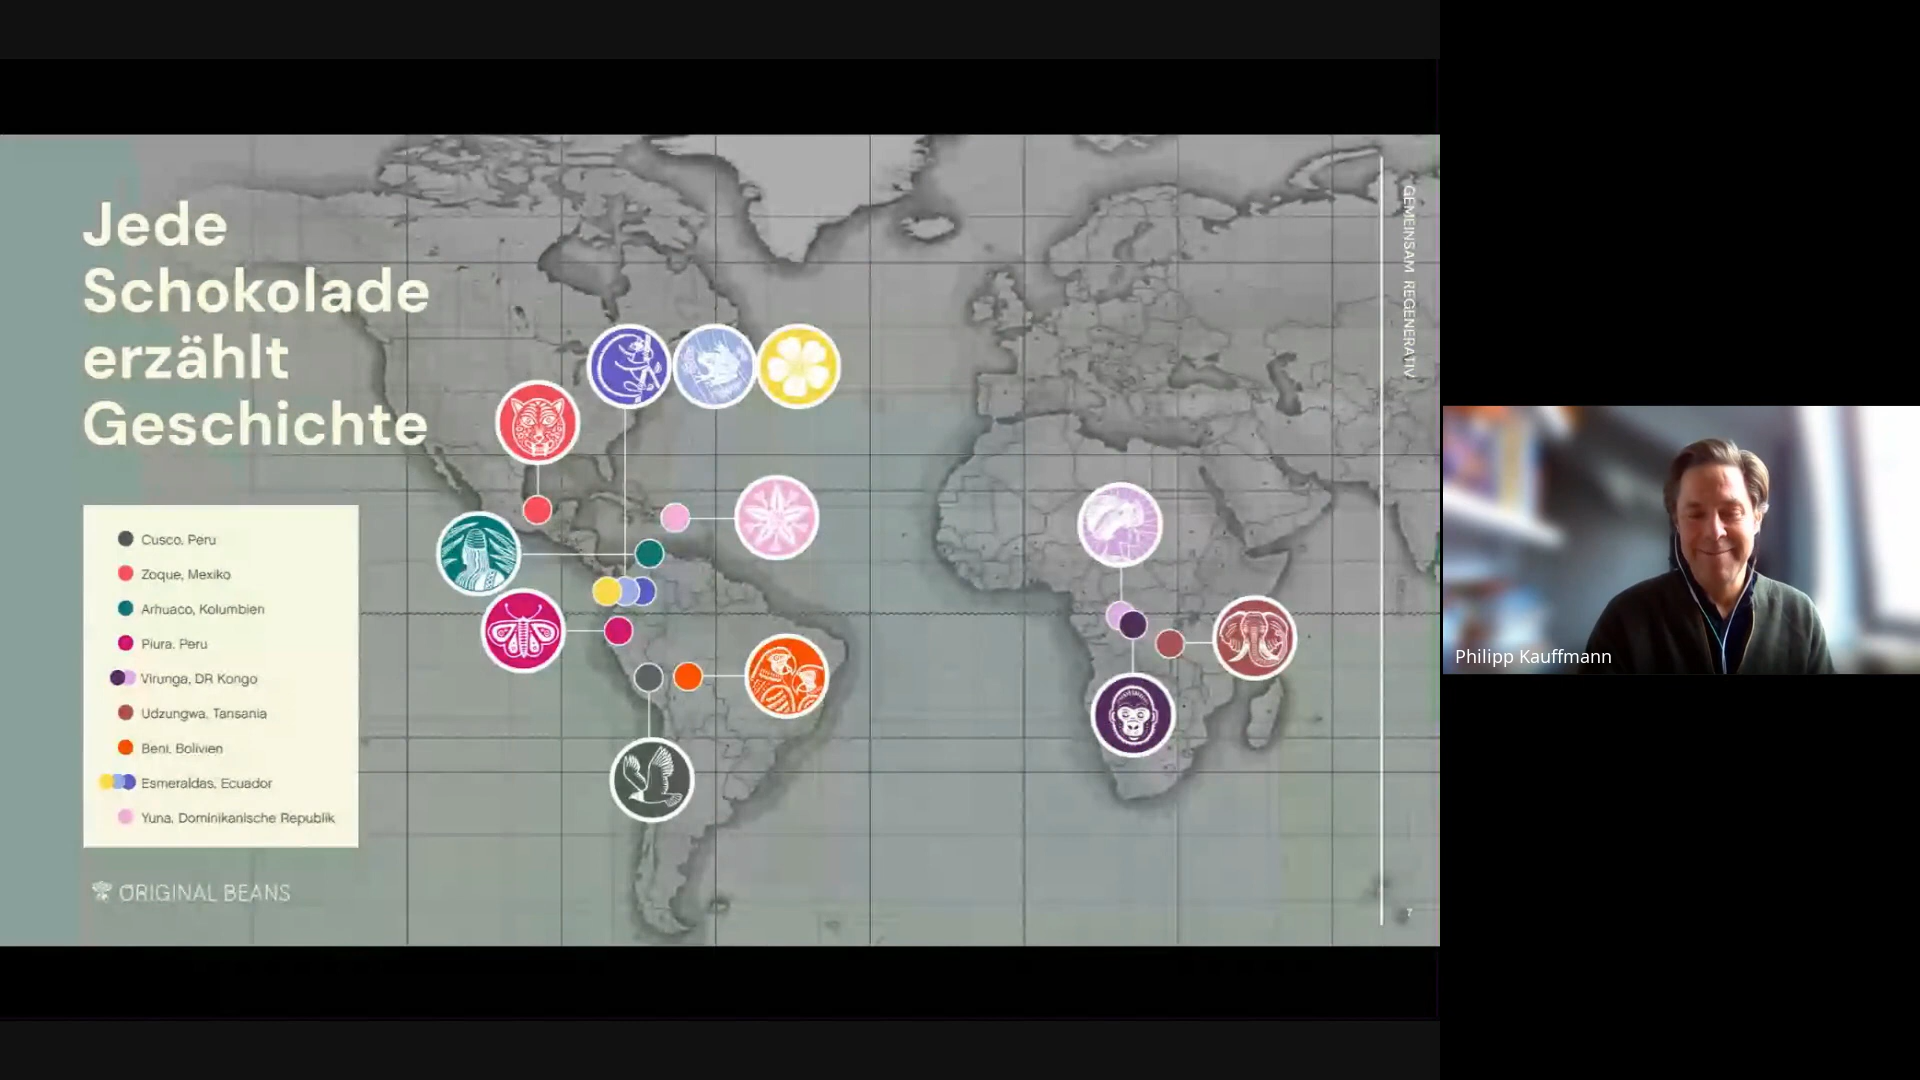 Jede
Schokolade
erzählt
Geschichte
Cusco, Peru
Zoque, Mexiko
Arhuaco, Kolumbien
Piura, Peru
Virunga, DR Kongo
Udzungwa, Tansania
Beni, Bolivien
Esmeraldas, Ecuador
Yuna, Dominikanische Republik
ORIGINAL BEANS
GEMEINSAM REGENERATIV
7
Philipp Kauffmann